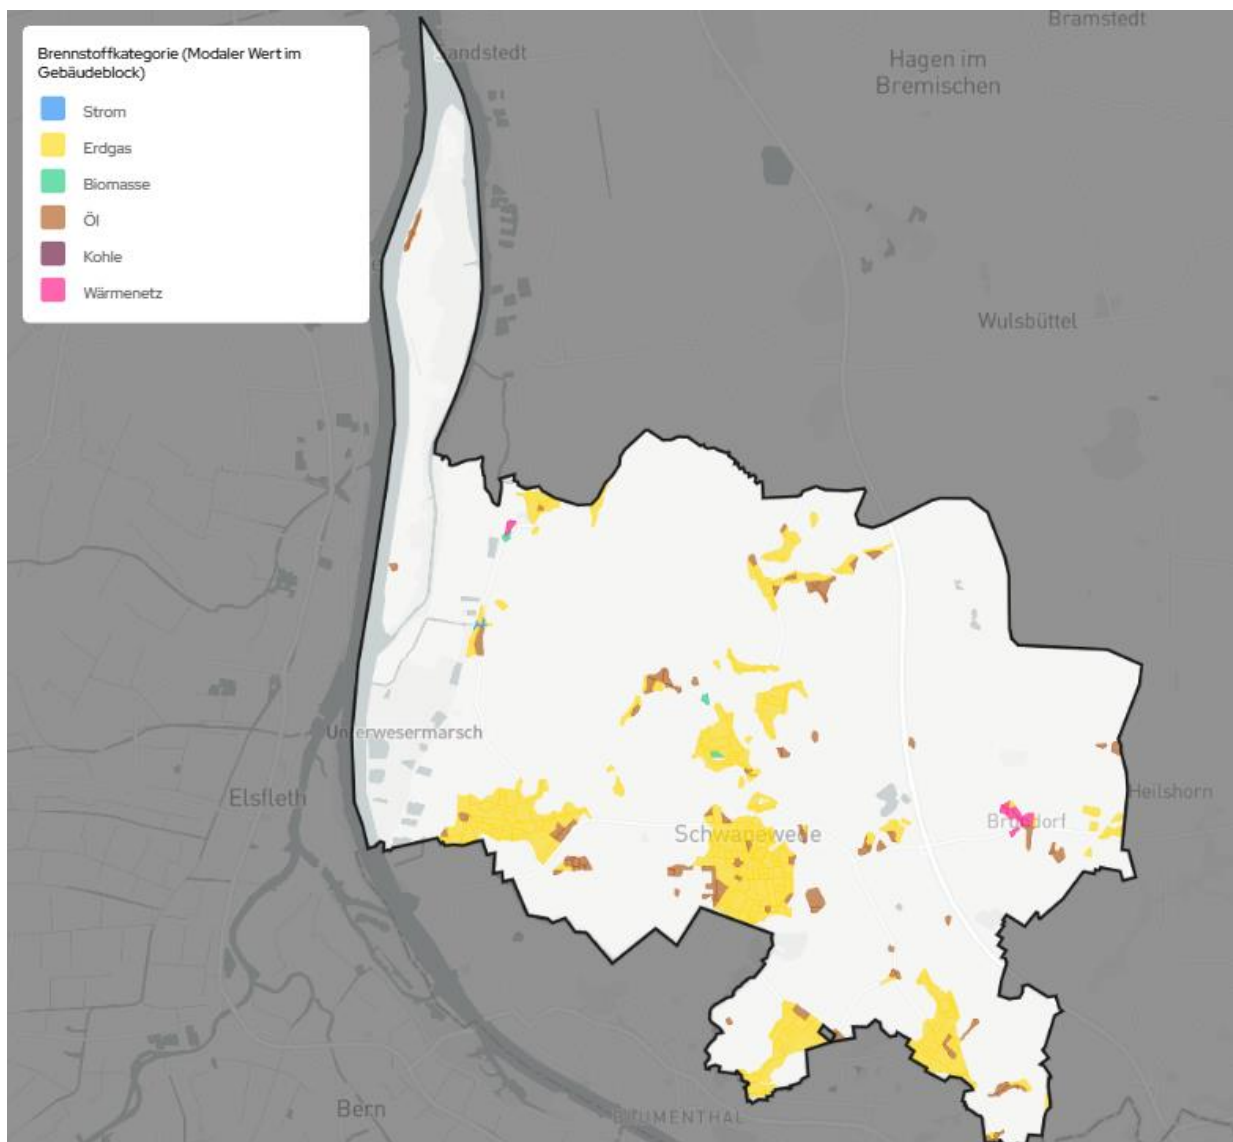 Bramstedt
Brennstoffkategorie (Modaler Wert im
Gebäudeblock)
Sandstedt
Hagen im
Bremischen
Strom
Erdgas
Biomasse
Öl
Kohle
Wärmenetz
Wulsbüttel
Unterwesermarsch
Elsfleth
Heilshorn
Schwanewede
Bern
BLUMENTHAL